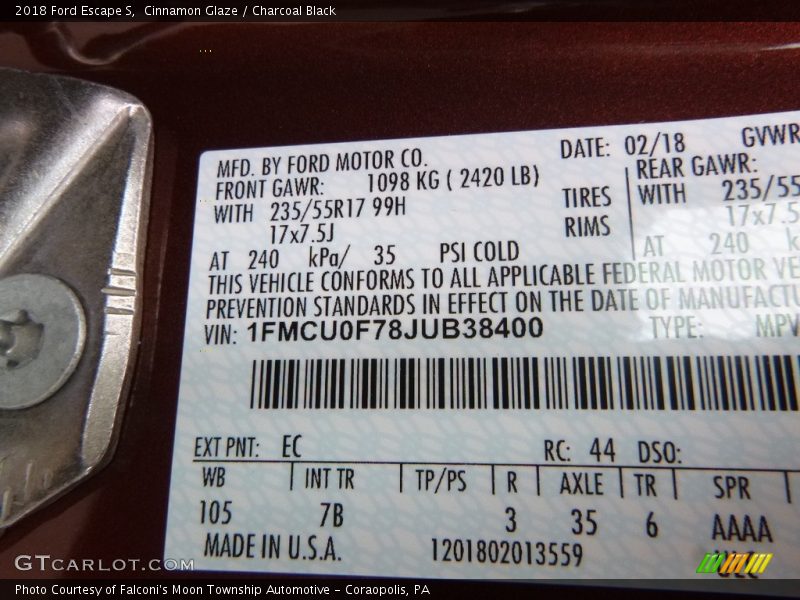 2018 Ford Escape S,  Cinnamon Glaze / Charcoal Black
MFD. BY FORD MOTOR CO.
DATE: 02/18 GVWR
FRONT GAWR: 1098 KG ( 2420 LB)
REAR GAWR:
WITH 235/55R17 99H TIRES WITH 235/55
17x7.5J RIMS 17x7.5
AT 240 kPa/ 35 PSI COLD AT 240
THIS VEHICLE CONFORMS TO ALL APPLICABLE FEDERAL MOTOR VE
PREVENTION STANDARDS IN EFFECT ON THE DATE OF MANUFACTU
VIN: 1FMCU0F78JUB38400 TYPE: MPV
EXT PNT: EC RC: 44 DSO:
WB INT TR TP/PS R AXLE TR SPR
105 7B 3 35 6 AAAA
MADE IN U.S.A. 1201802013559
GTCARLOT.COM
Photo Courtesy of Falconi's Moon Township Automotive – Coraopolis, PA